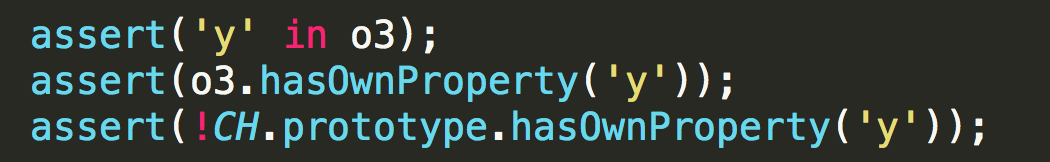 assert('y' in o3);
assert(o3.hasOwnProperty('y'));
assert(!CH.prototype.hasOwnProperty('y'));